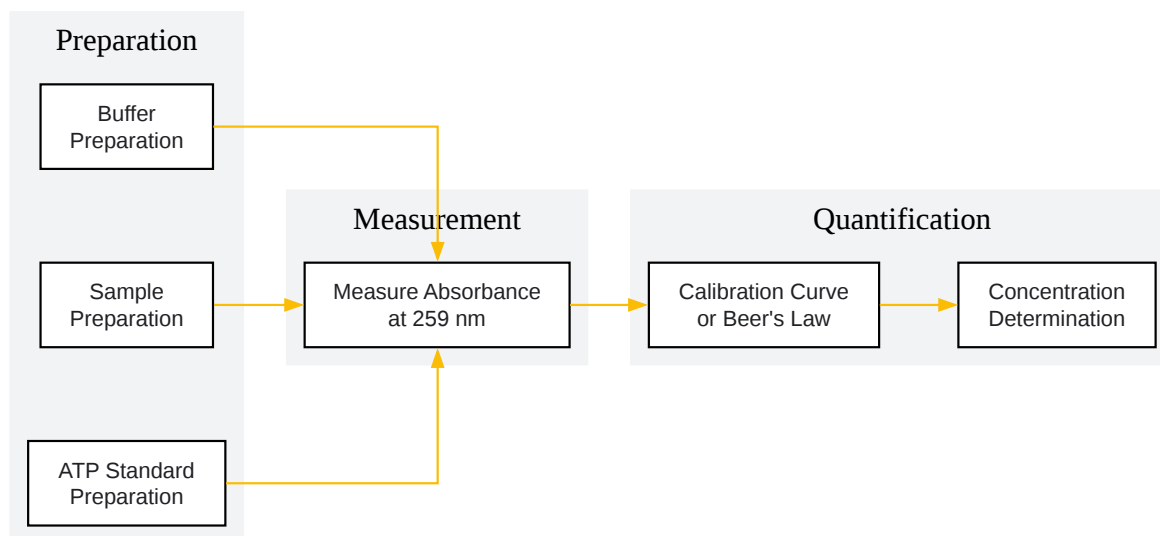 Preparation
Buffer
Preparation
Sample
Preparation
ATP Standard
Preparation
Measurement
Measure Absorbance
at 259 nm
Quantification
Calibration Curve
or Beer's Law
Concentration
Determination